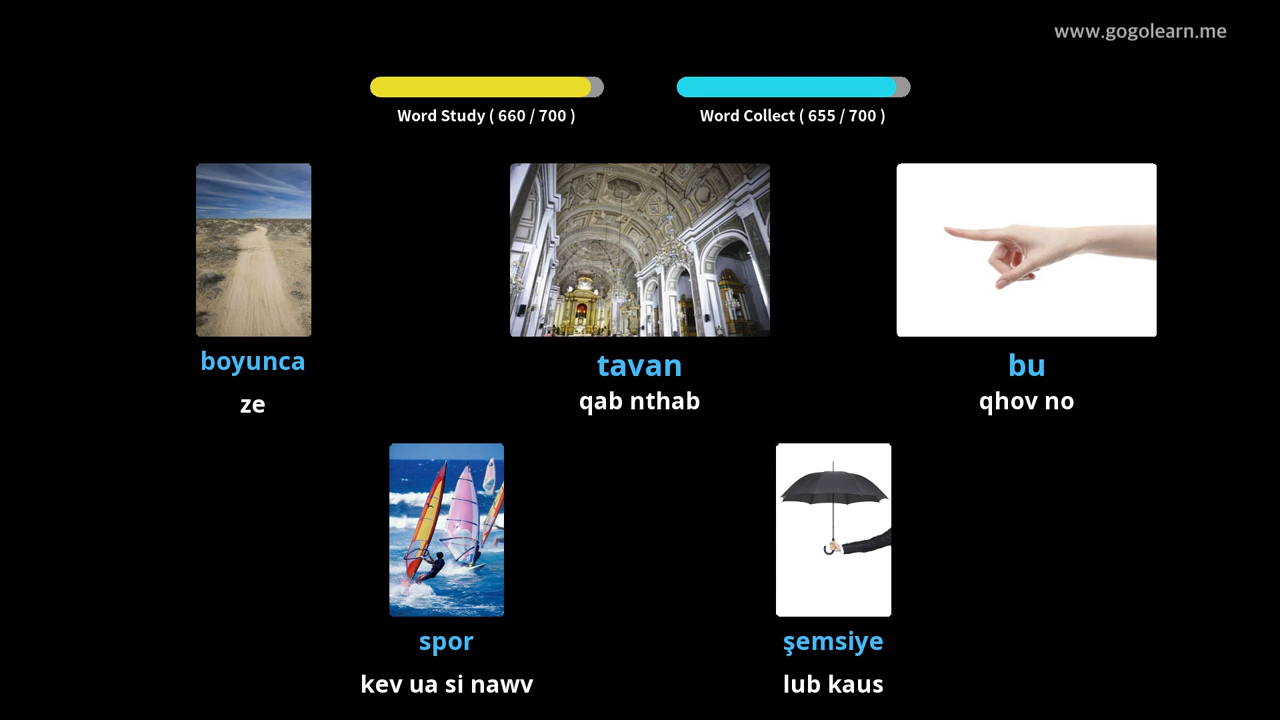 www.gogolearn.me
Word Study ( 660 / 700 )
Word Collect ( 655 / 700 )
boyunca
ze
tavan
qab nthab
bu
qhov no
spor
kev ua si nawv
şemsiye
lub kaus